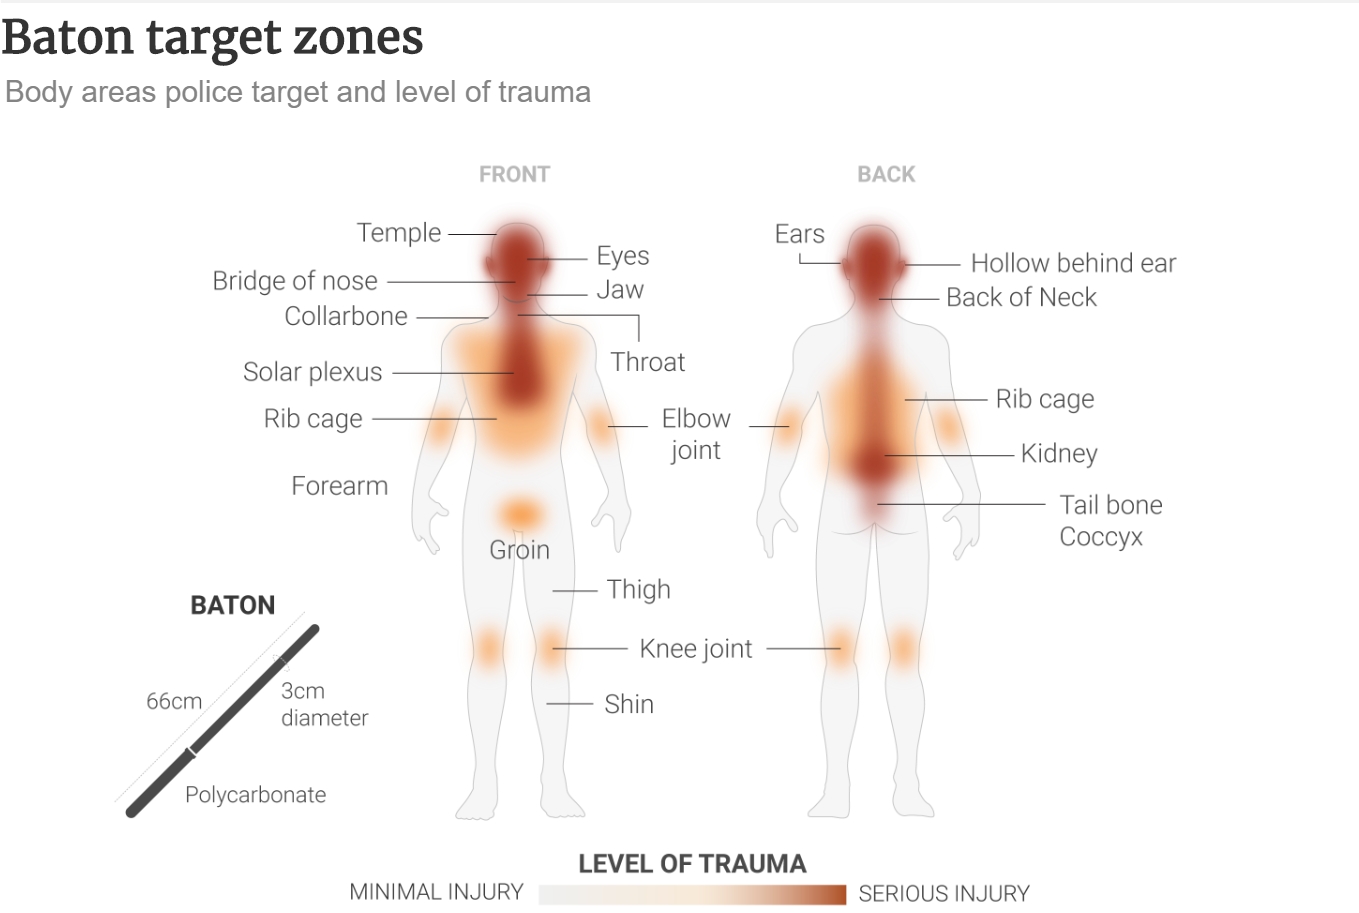 Baton target zones
Body areas police target and level of trauma
FRONT
BACK
Temple
Eyes
Bridge of nose
Jaw
Collarbone
Throat
Solar plexus
Rib cage
Elbow
joint
Forearm
Groin
Thigh
Knee joint
Shin
Ears
Hollow behind ear
Back of Neck
Rib cage
Kidney
Tail bone
Coccyx
BATON
66cm
3cm
diameter
Polycarbonate
LEVEL OF TRAUMA
MINIMAL INJURY
SERIOUS INJURY